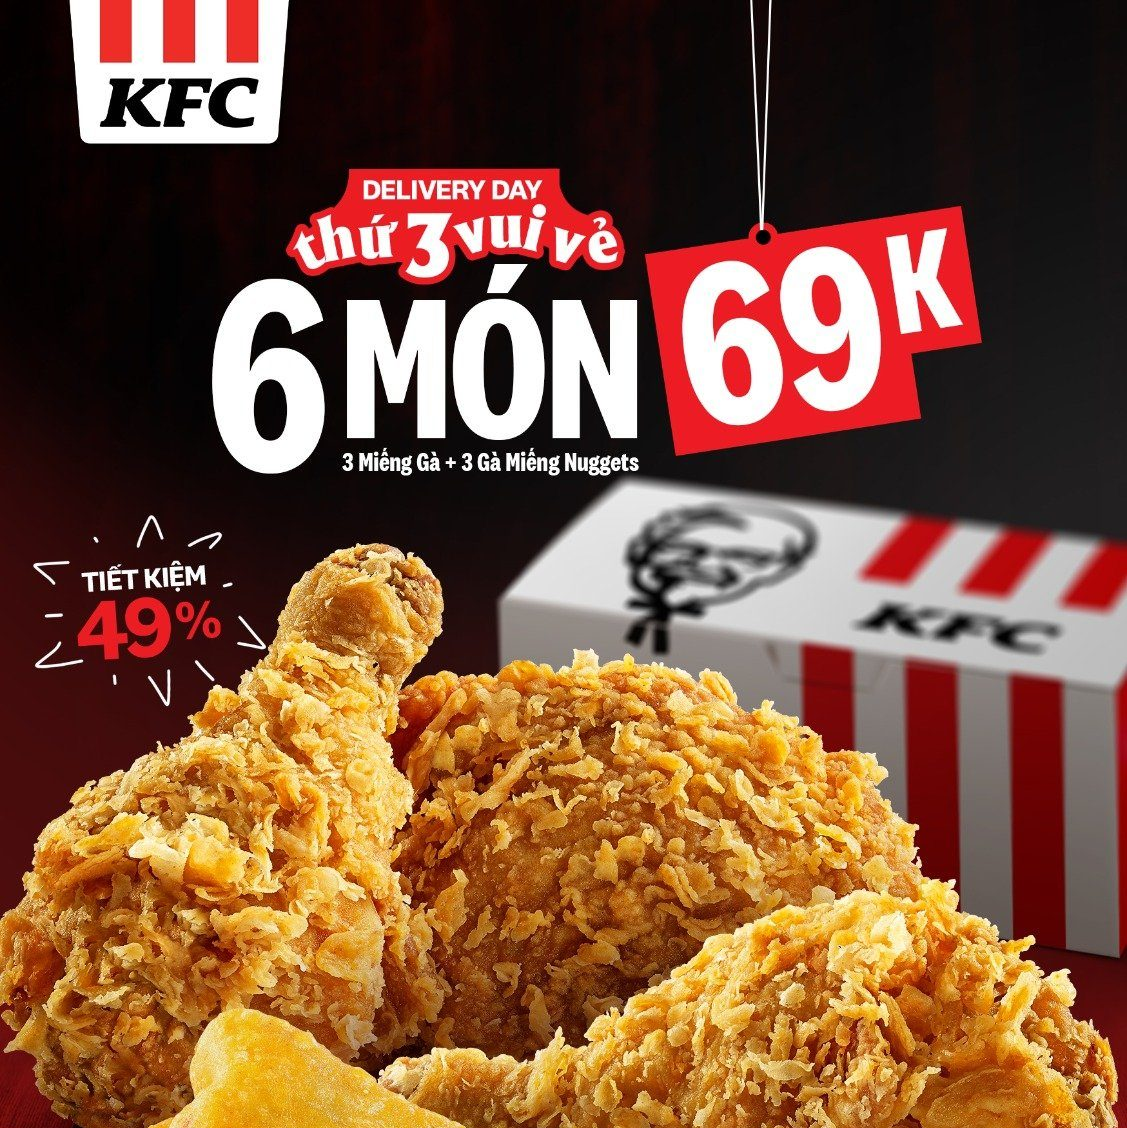 KFC
DELIVERY DAY
thứ 3 vui vẻ
6 MÓN
69K
3 Miếng Gà + 3 Gà Miếng Nuggets
TIẾT KIỆM
49%
KFC